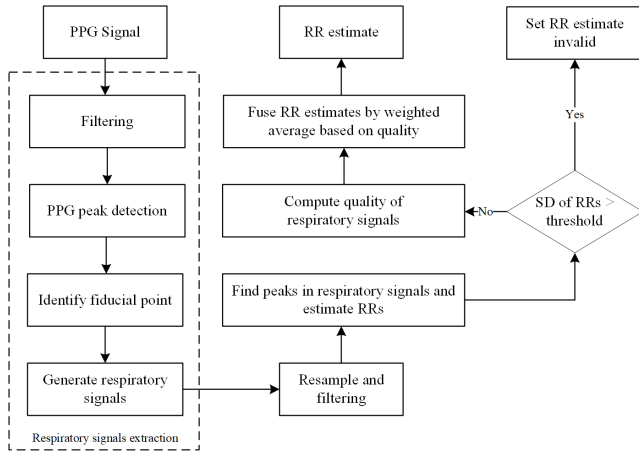 PPG Signal
Filtering
PPG peak detection
Identify fiducial point
Generate respiratory
signals
Respiratory signals extraction
Resample and
filtering
Find peaks in respiratory signals and
estimate RRs
SD of RRs >
threshold
Yes
Set RR estimate
invalid
No
Compute quality of
respiratory signals
Fuse RR estimates by weighted
average based on quality
RR estimate